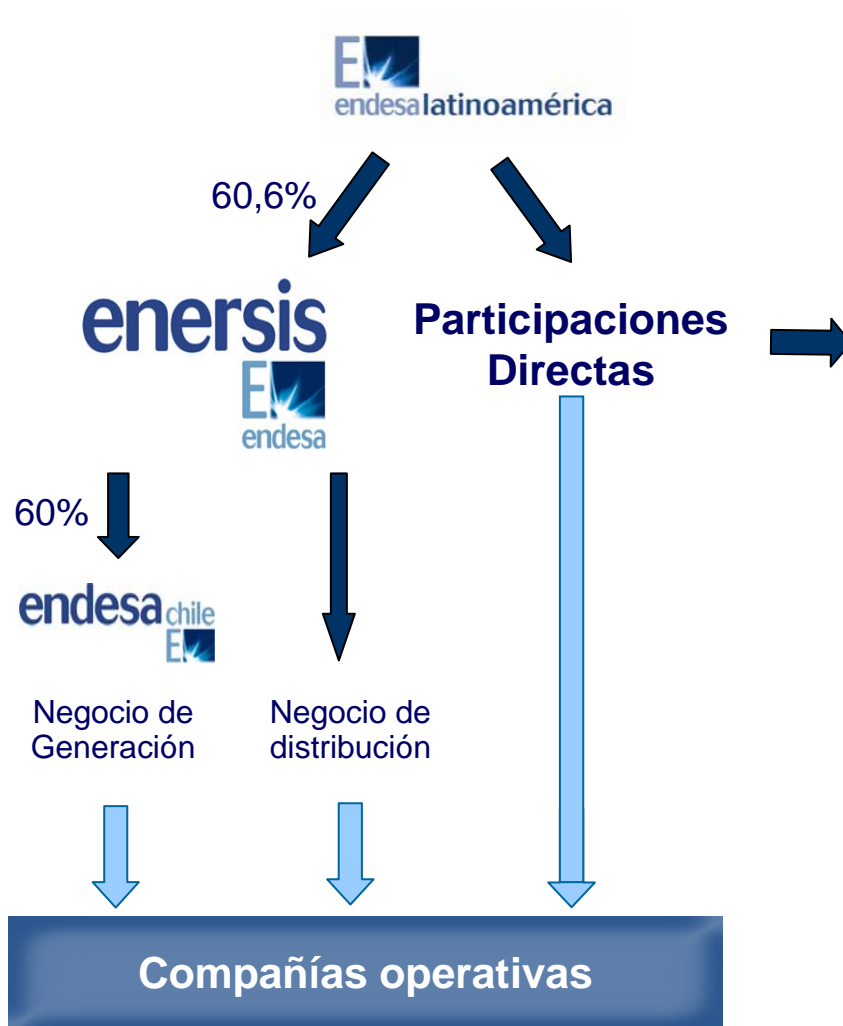 endesalatinoamérica
60,6%
enersis
endesa
Participaciones
Directas
60%
endesa chile
Negocio de
Generación
Negocio de
distribución
Compañías operativas